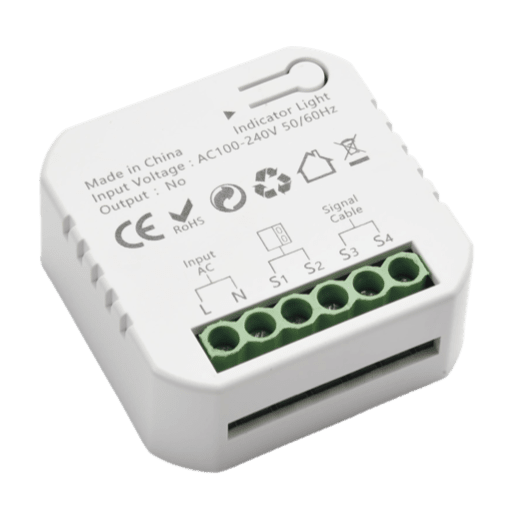 Indicator Light
Made in China
Input Voltage : AC100-240V 50/60Hz
Output : No
CE
RoHS
Input
AC
Signal
Cable
L N S1 S2 S3 S4